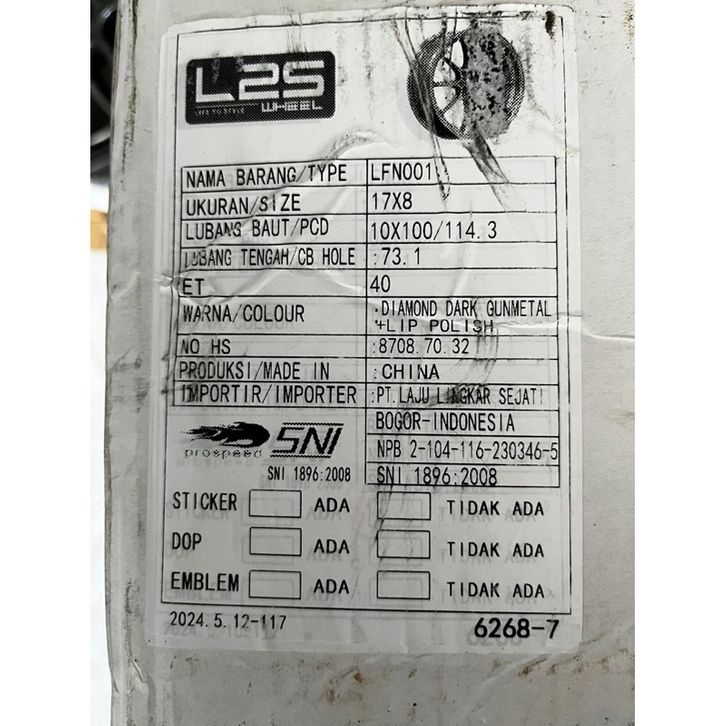 L2S
LIFE TO STYLE
WHEEL
NAMA BARANG/TYPE LFN001
UKURAN/SIZE 17X8
LUBANG BAUT/PCD 10X100/114.3
LUBANG TENGAH/CB HOLE :73.1
ET 40
WARNA/COLOUR .DIAMOND DARK GUNMETAL
+LIP POLISH
NO HS :8708.70.32
PRODUKSI/MADE IN :CHINA
IMPORTIR/IMPORTER :PT.LAJU LINGKAR SEJATI
BOGOR-INDONESIA
NPB 2-104-116-230346-5
SNI 1896:2008
prospeed SNI
SNI 1896:2008
STICKER ADA TIDAK ADA
DOP ADA TIDAK ADA
EMBLEM ADA TIDAK ADA
2024.5.12-117 6268-7